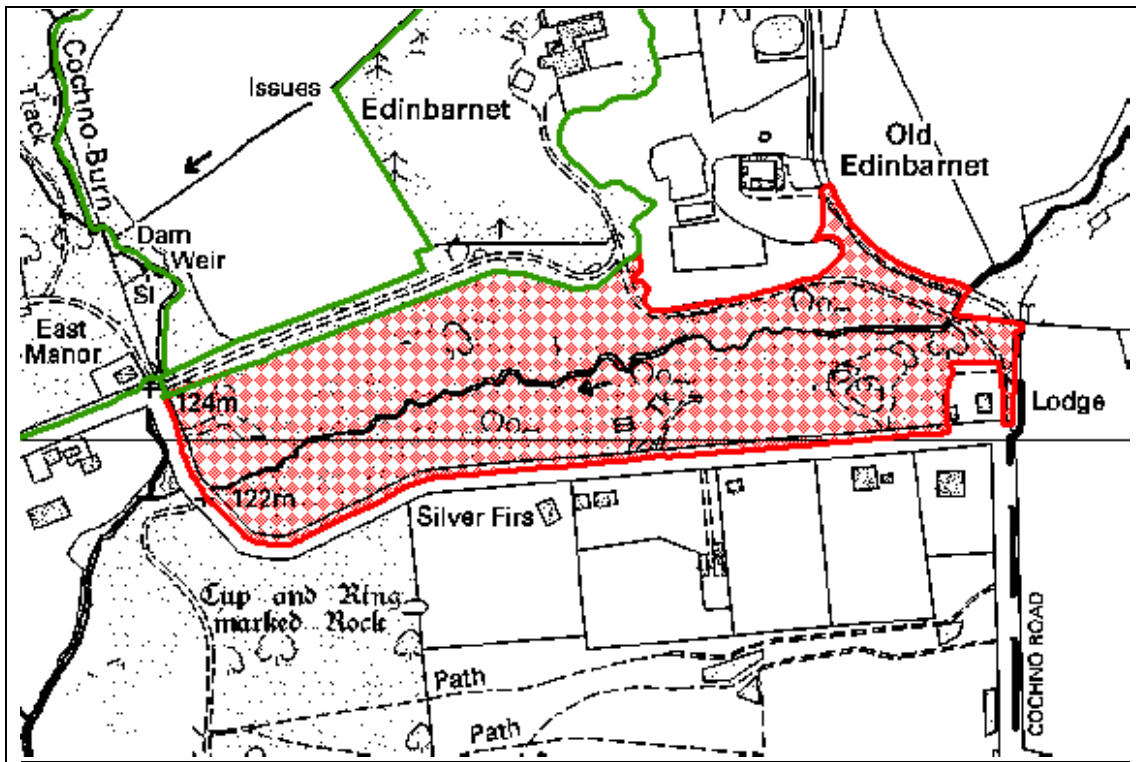 Cochno Burn
Track
Issues
Edinbarnet
Old
Edinbarnet
Dam
Weir
Sl
East
Manor
124m
Lodge
122m
Silver Firs
Cup and Ring
marked Rock
Path
Path
COCHNO ROAD